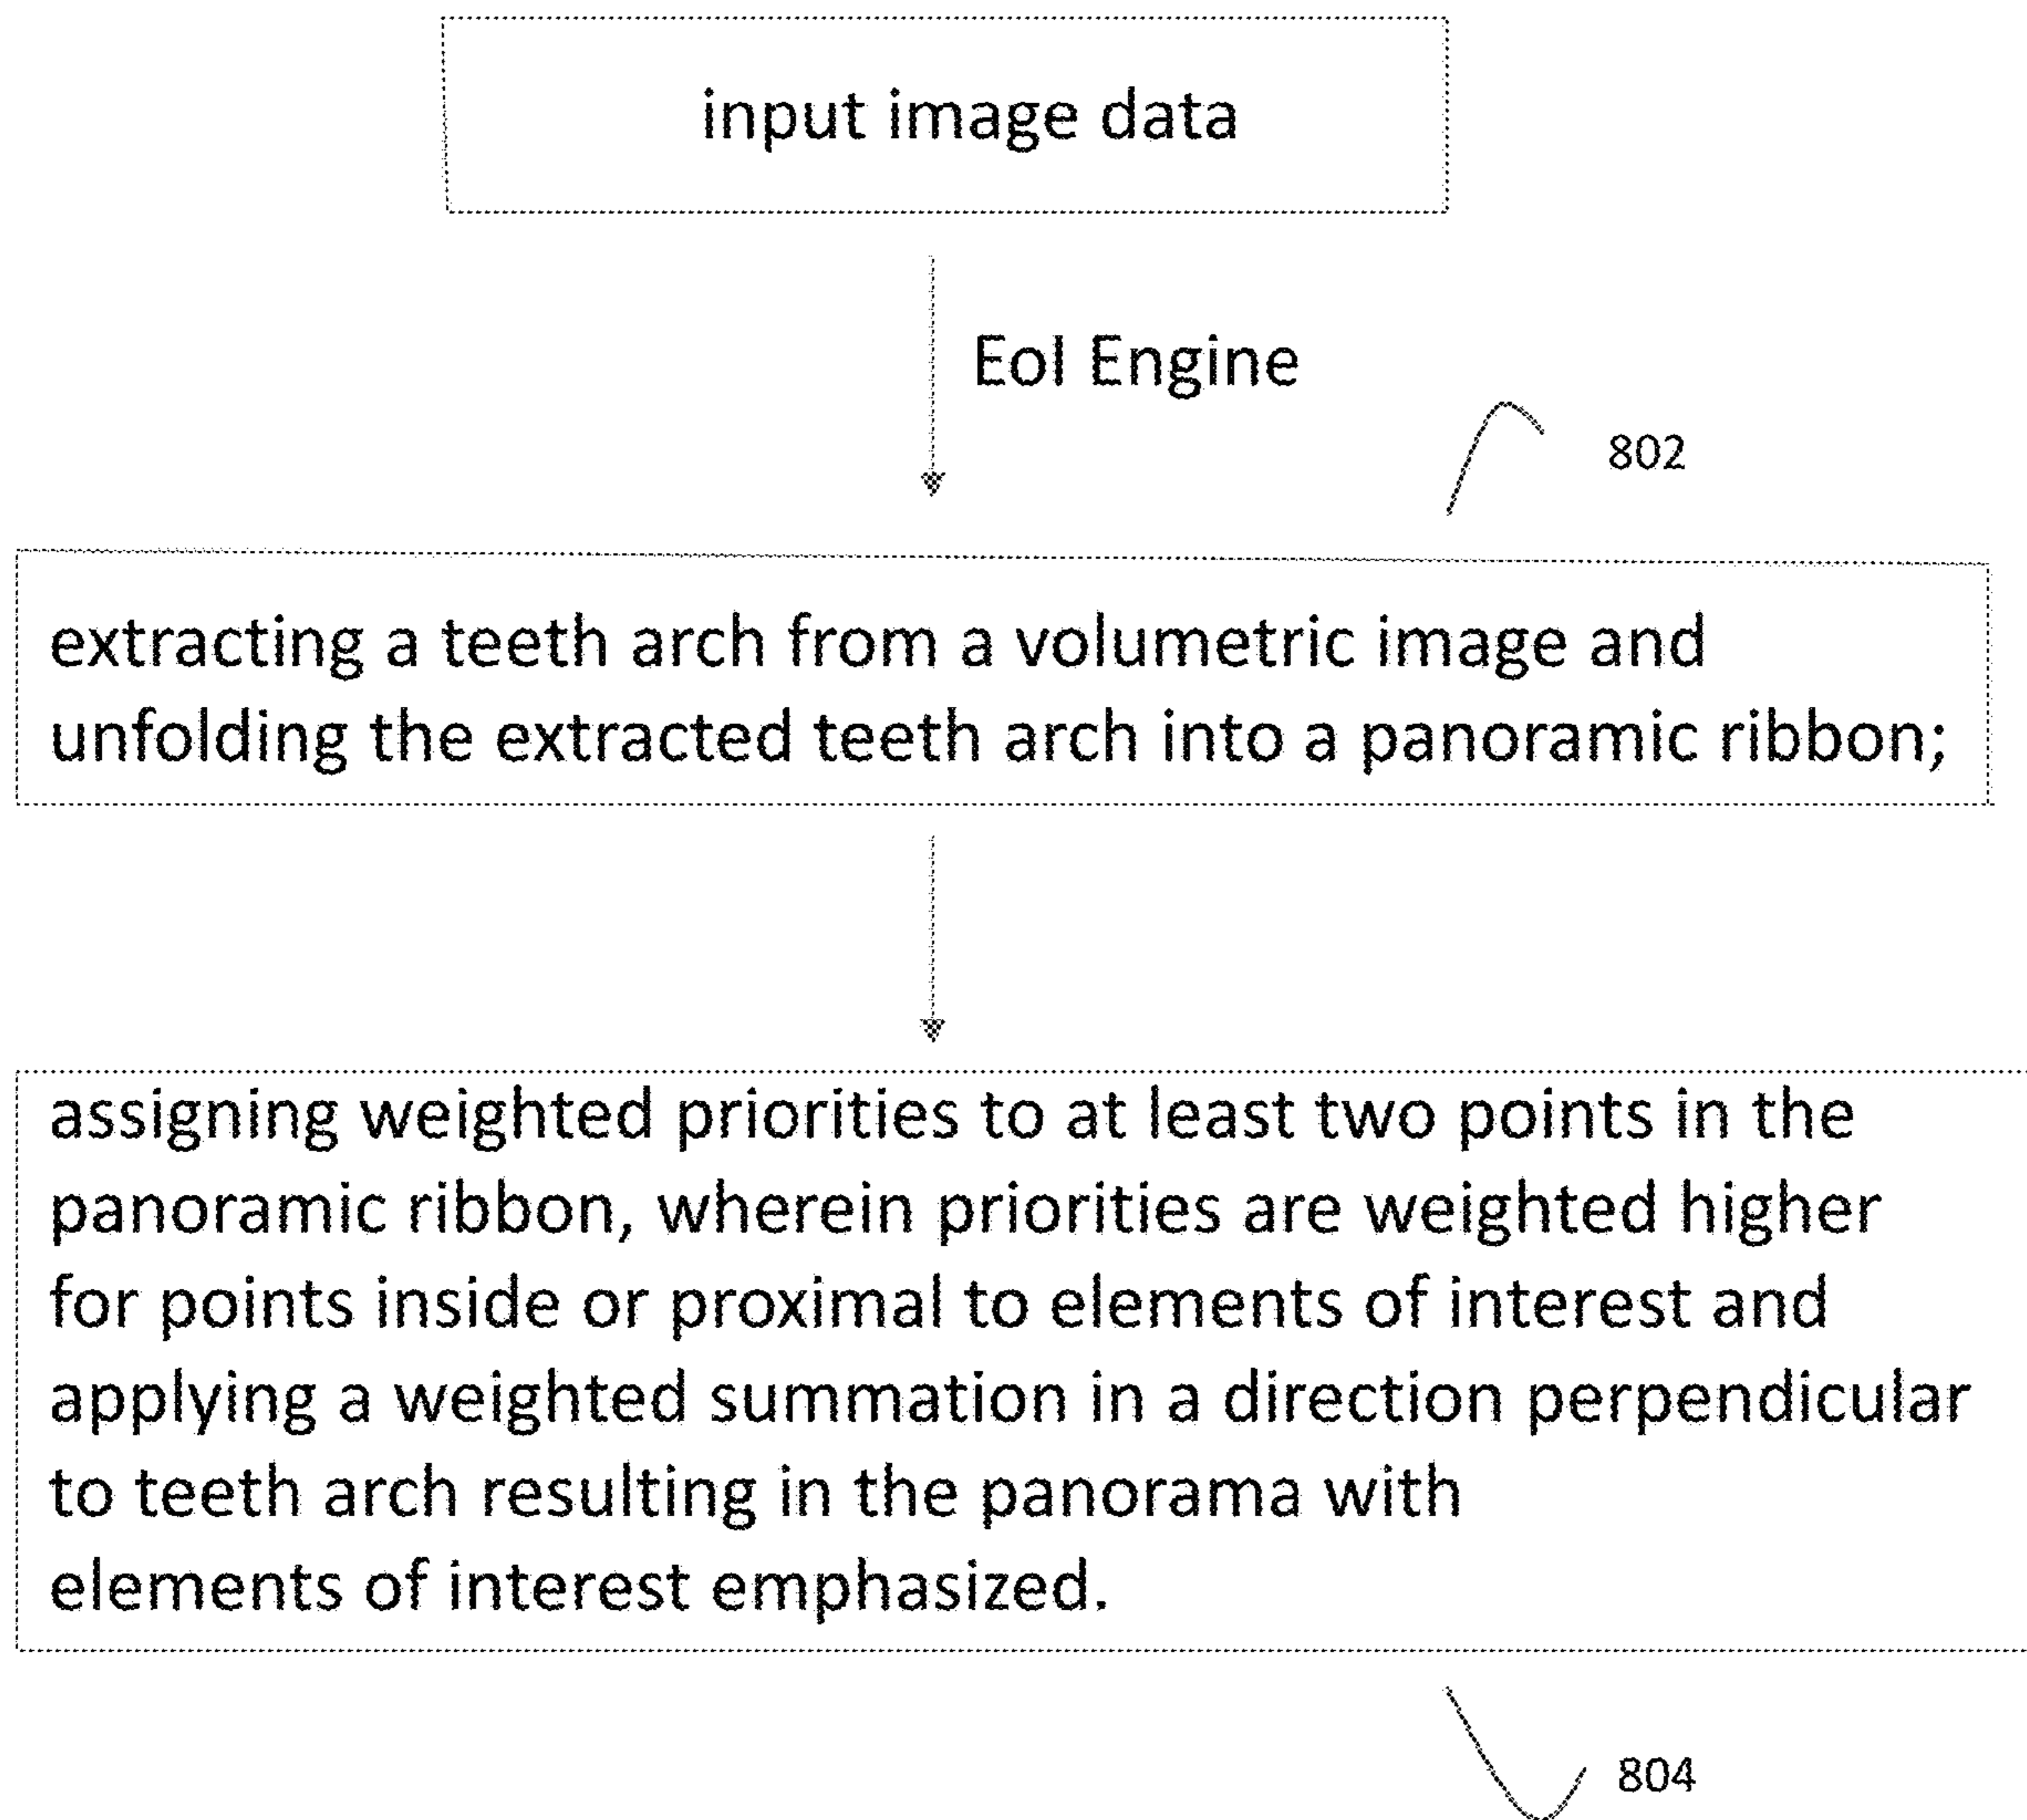 input image data
EoI Engine
802
extracting a teeth arch from a volumetric image and
unfolding the extracted teeth arch into a panoramic ribbon;
assigning weighted priorities to at least two points in the
panoramic ribbon, wherein priorities are weighted higher
for points inside or proximal to elements of interest and
applying a weighted summation in a direction perpendicular
to teeth arch resulting in the panorama with
elements of interest emphasized.
804